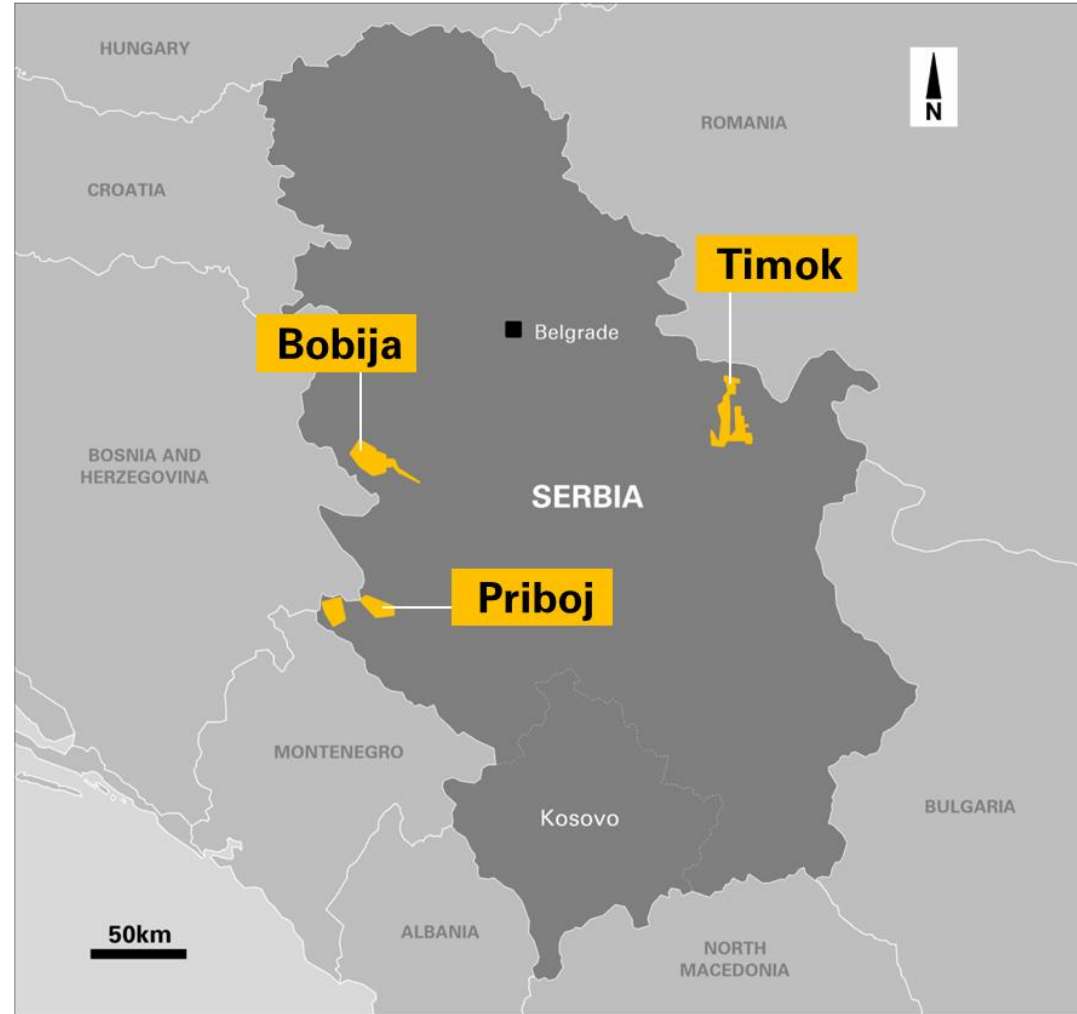 HUNGARY
N
ROMANIA
CROATIA
Timok
Belgrade
Bobija
BOSNIA AND
HERZEGOVINA
SERBIA
Priboj
MONTENEGRO
Kosovo
BULGARIA
50km
ALBANIA
NORTH
MACEDONIA